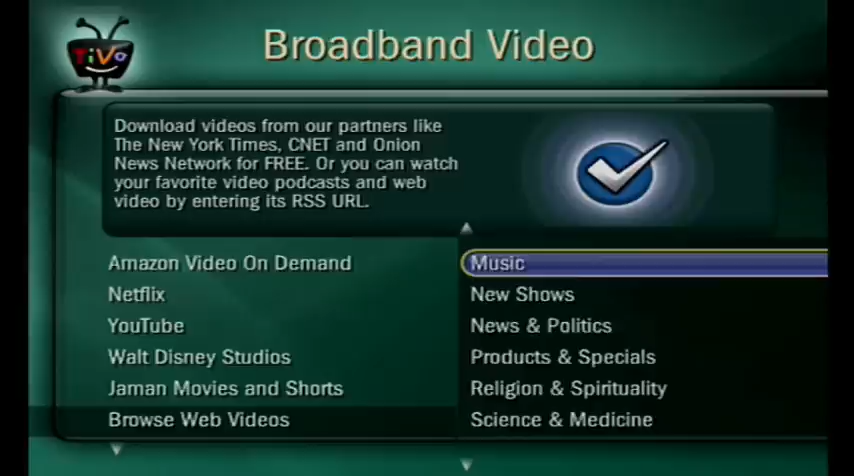 TiVo
Broadband Video
Download videos from our partners like
The New York Times, CNET and Onion
News Network for FREE. Or you can watch
your favorite video podcasts and web
video by entering its RSS URL.
Amazon Video On Demand
Netflix
YouTube
Walt Disney Studios
Jaman Movies and Shorts
Browse Web Videos
Music
New Shows
News & Politics
Products & Specials
Religion & Spirituality
Science & Medicine